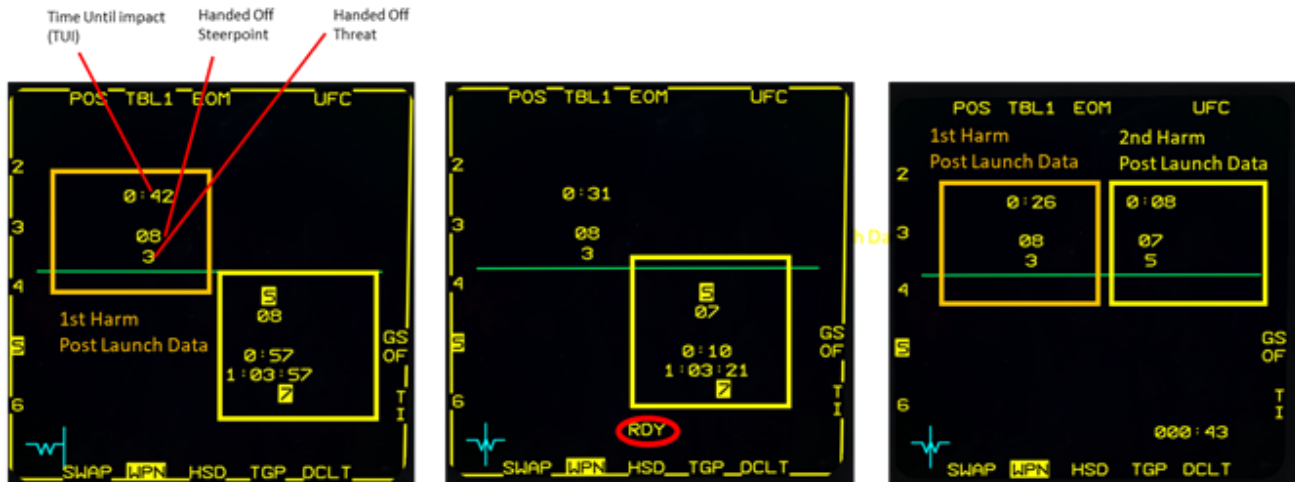 Time Until impact
(TUI)
Handed Off
Steerpoint
Handed Off
Threat
POS TBL1 EOM UFC
2
0:42
3
08
3
4
1st Harm
Post Launch Data
5
08
5
0:57
1:03:57
7
GS
OF
6
T
I
SWAP WPN HSD TGP DCLT
POS TBL1 EOM UFC
2
0:31
3
08
3
4
5
07
5
0:10
1:03:21
7
GS
OF
6
T
I
RDY
SWAP WPN HSD TGP DCLT
h Da
POS TBL1 EOM UFC
1st Harm
Post Launch Data
2nd Harm
Post Launch Data
2
0:26 0:08
3
08 07
3 5
4
5
GS
OF
6
T
I
000:43
SWAP WPN HSD TGP DCLT